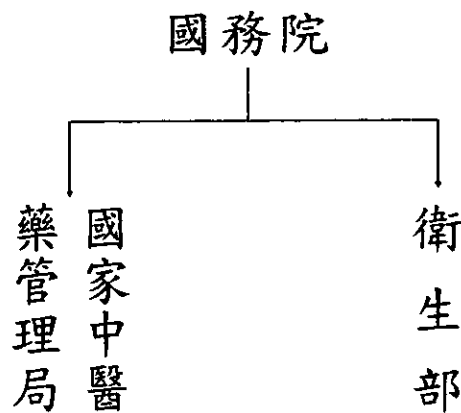 國務院
衛生部
國家中醫
藥管理局